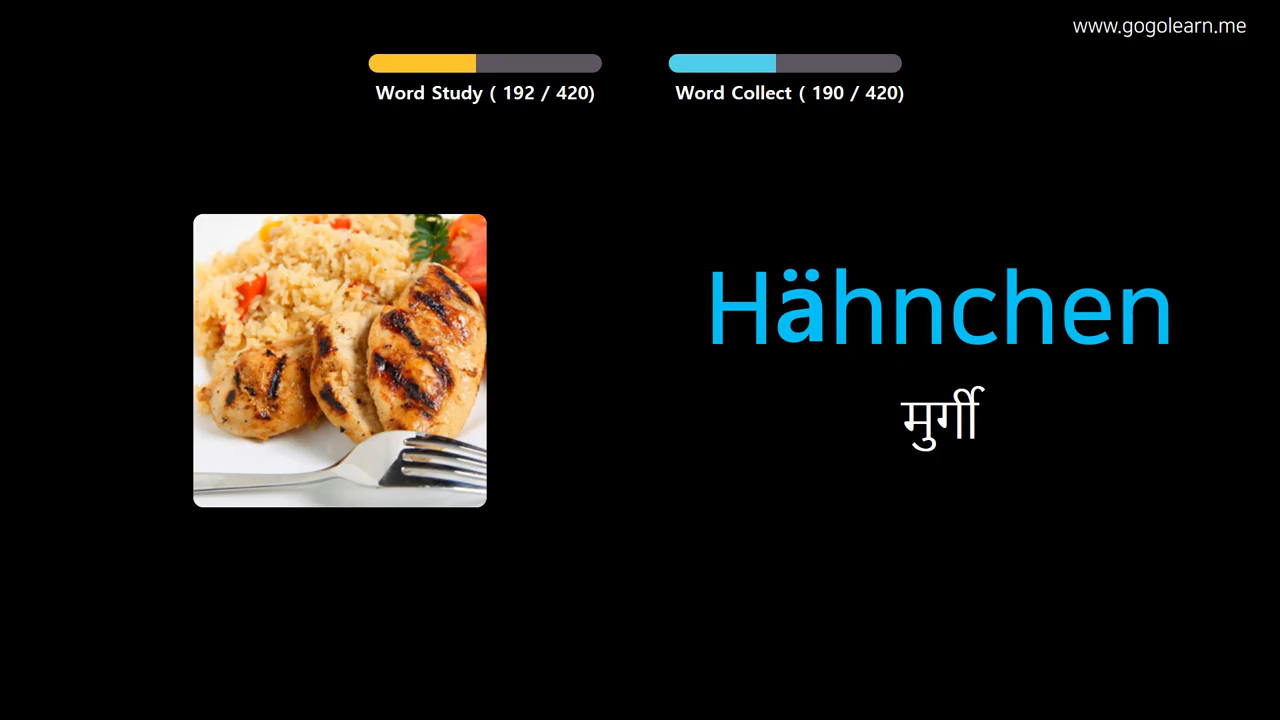 www.gogolearn.me
Word Study ( 192 / 420)
Word Collect ( 190 / 420)
Hähnchen
मुर्गी